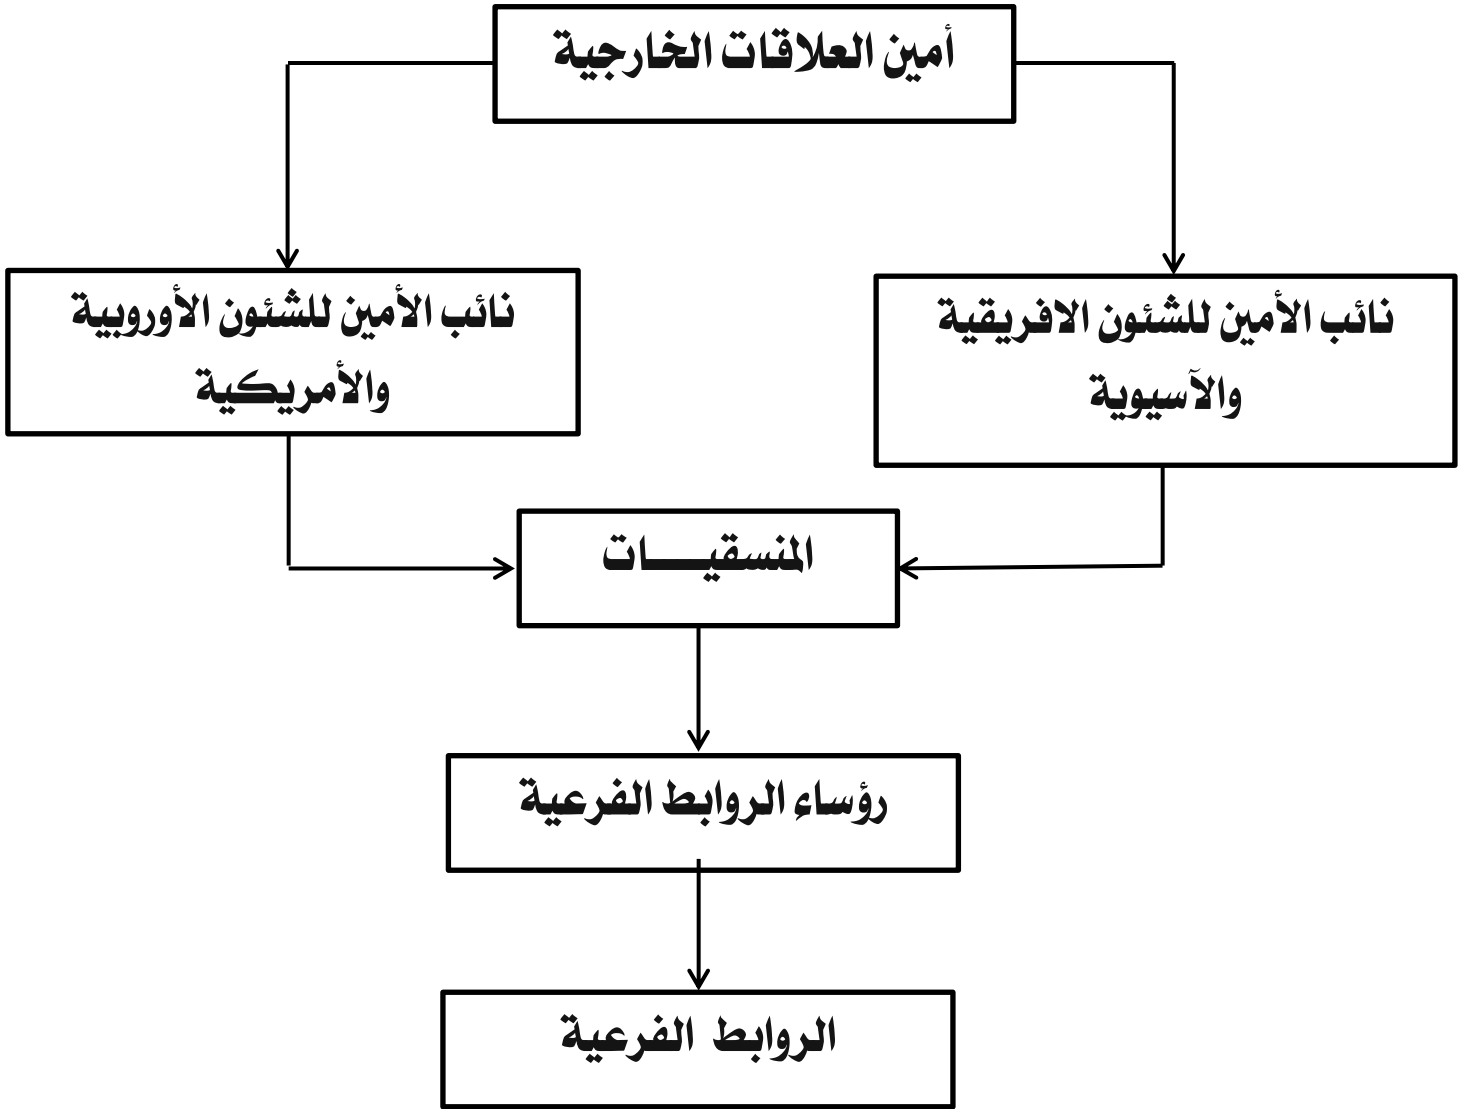 أمين العلاقات الخارجية
نائب الأمين للشئون الافريقية
والآسيوية
نائب الأمين للشئون الأوروبية
والأمريكية
المنسقيــــات
رؤساء الروابط الفرعية
الروابط الفرعية